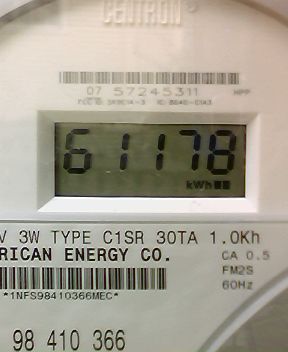 CENTRON®
07 57245311 HPP
61178
kWh
V 3W TYPE C1SR 30TA 1.0Kh
RICAN ENERGY CO. CA 0.5
FM2S
*1NFS98410366MEC* 60Hz
98 410 366